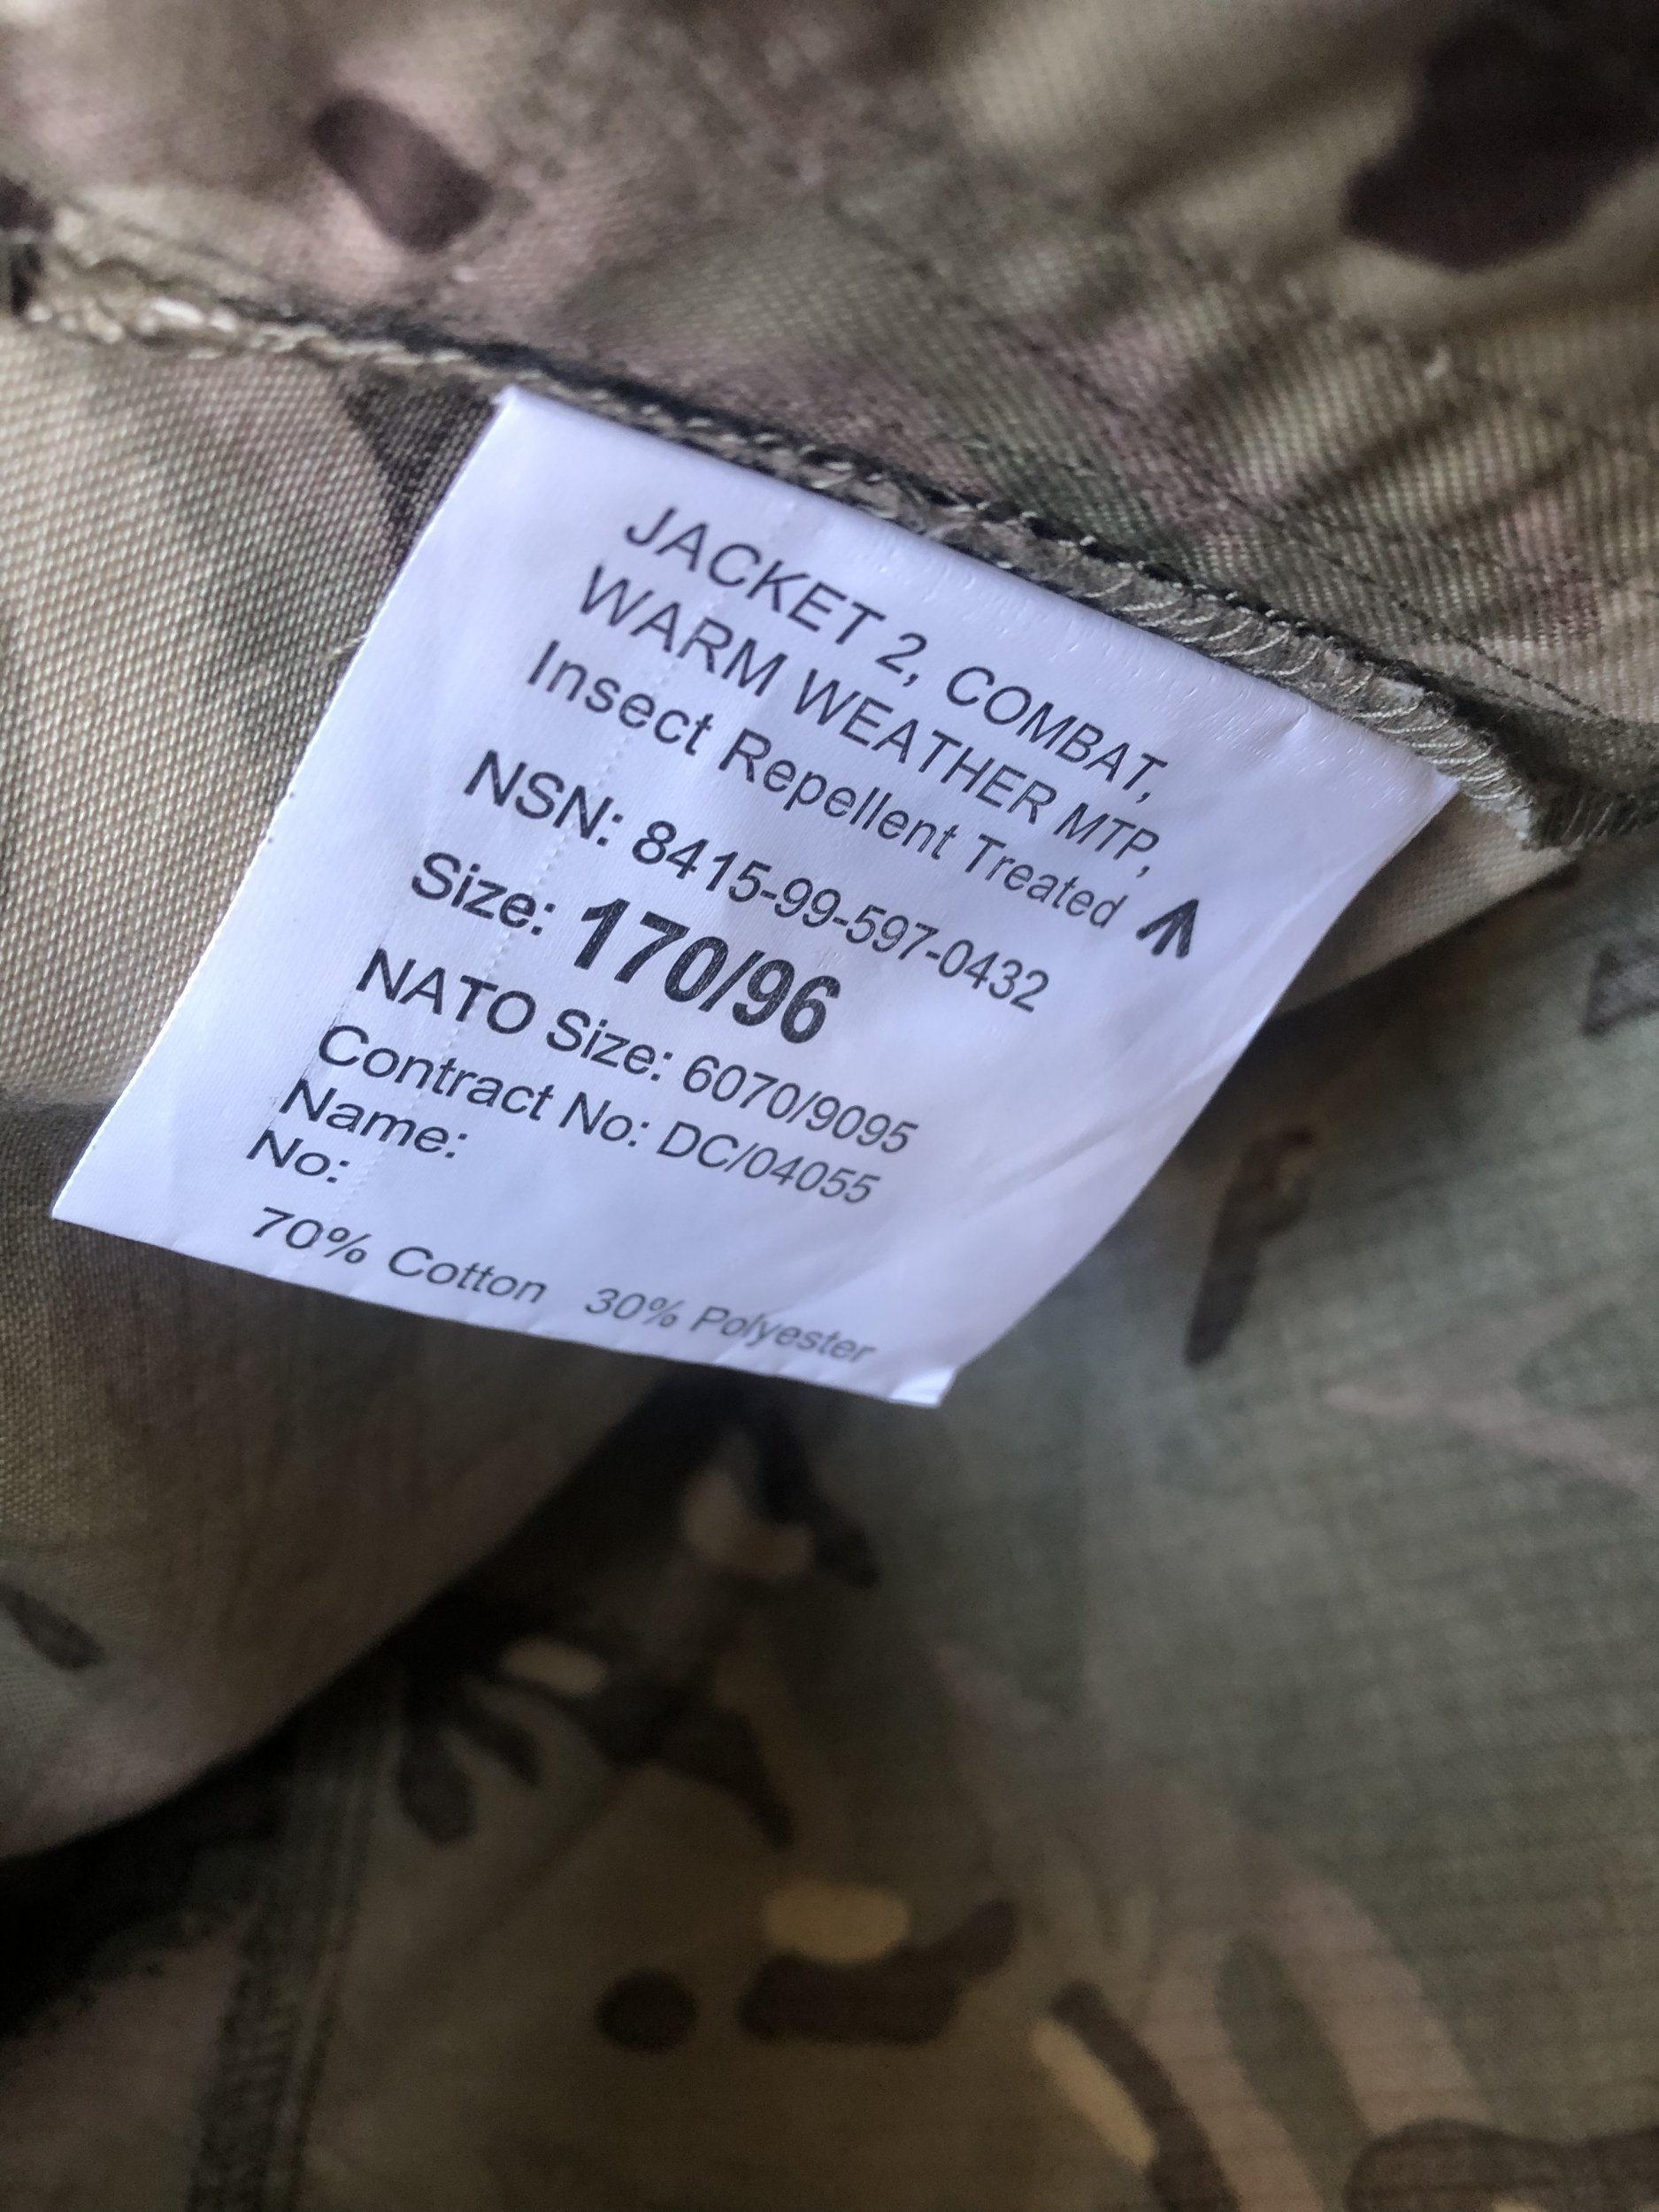 JACKET 2, COMBAT,
WARM WEATHER MTP,
Insect Repellent Treated
NSN: 8415-99-597-0432
Size: 170/96
NATO Size: 6070/9095
Contract No: DC/04055
Name:
No:
70% Cotton 30% Polyester